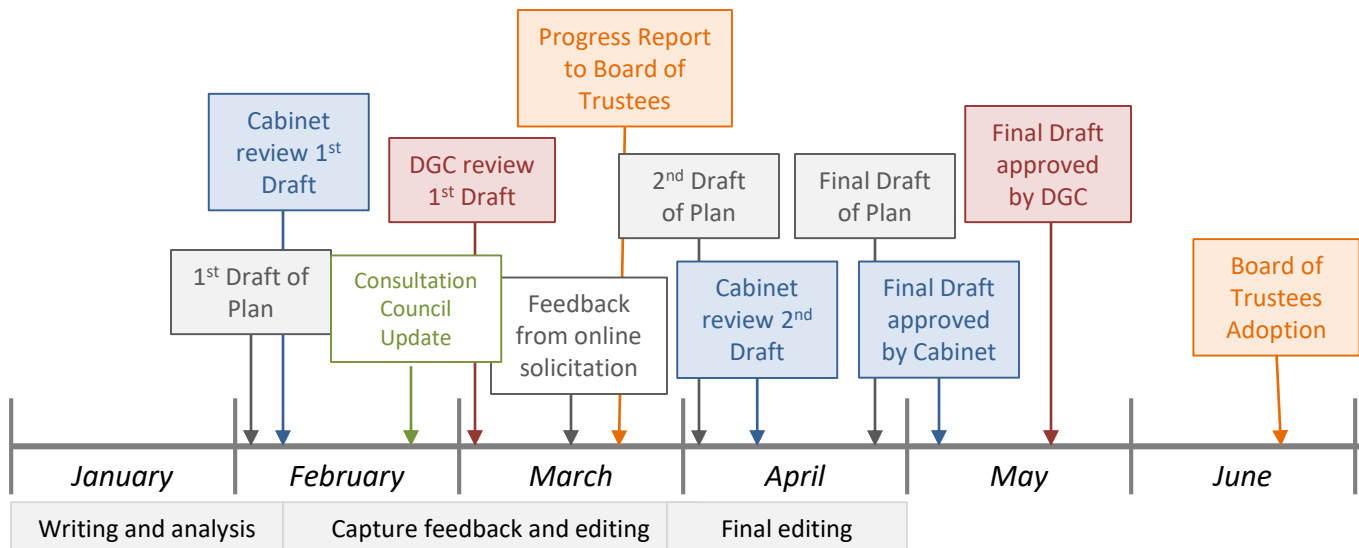 Progress Report
to Board of
Trustees
Cabinet
review 1st
Draft
DGC review
1st Draft
2nd Draft
of Plan
Final Draft
of Plan
Final Draft
approved
by DGC
1st Draft of
Plan
Consultation
Council
Update
Feedback
from online
solicitation
Cabinet
review 2nd
Draft
Final Draft
approved
by Cabinet
Board of
Trustees
Adoption
January
February
March
April
May
June
Writing and analysis
Capture feedback and editing
Final editing